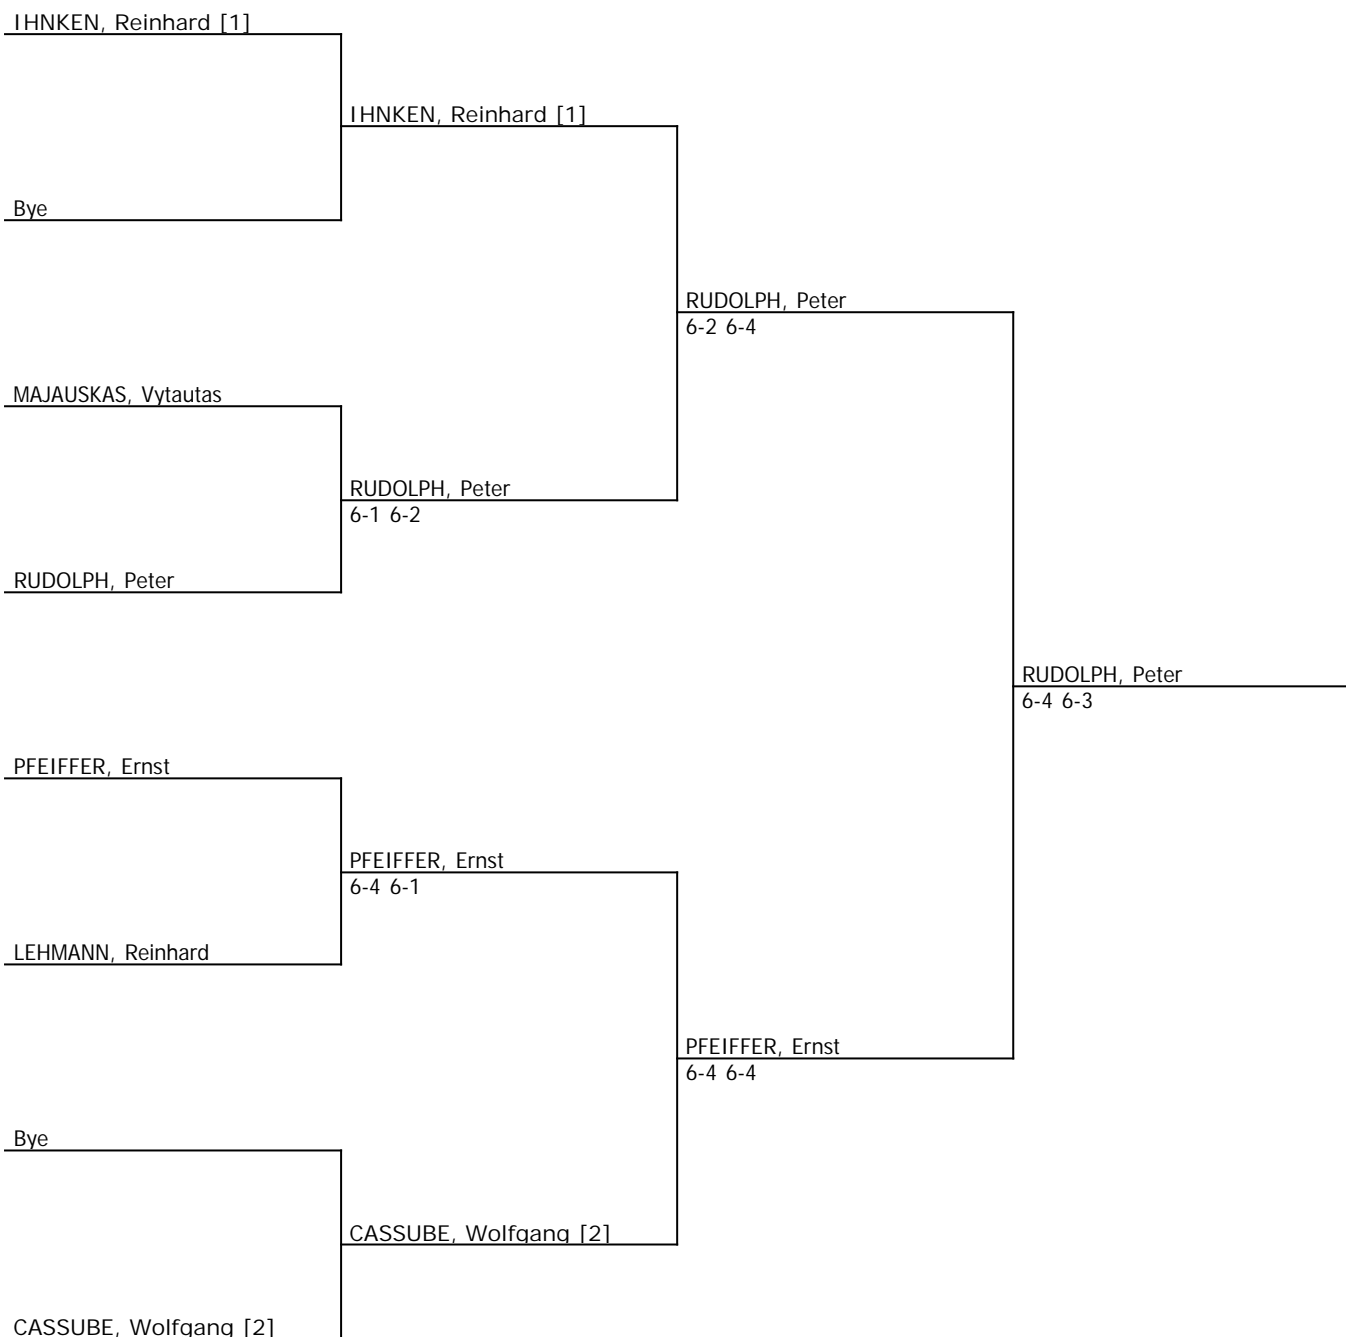 IHNKEN, Reinhard [1]
IHNKEN, Reinhard [1]
Bye
RUDOLPH, Peter
6-2 6-4
MAJAUSKAS, Vytautas
RUDOLPH, Peter
6-1 6-2
RUDOLPH, Peter
RUDOLPH, Peter
6-4 6-3
PFEIFFER, Ernst
PFEIFFER, Ernst
6-4 6-1
LEHMANN, Reinhard
PFEIFFER, Ernst
6-4 6-4
Bye
CASSUBE, Wolfgang [2]
CASSUBE, Wolfgang [2]